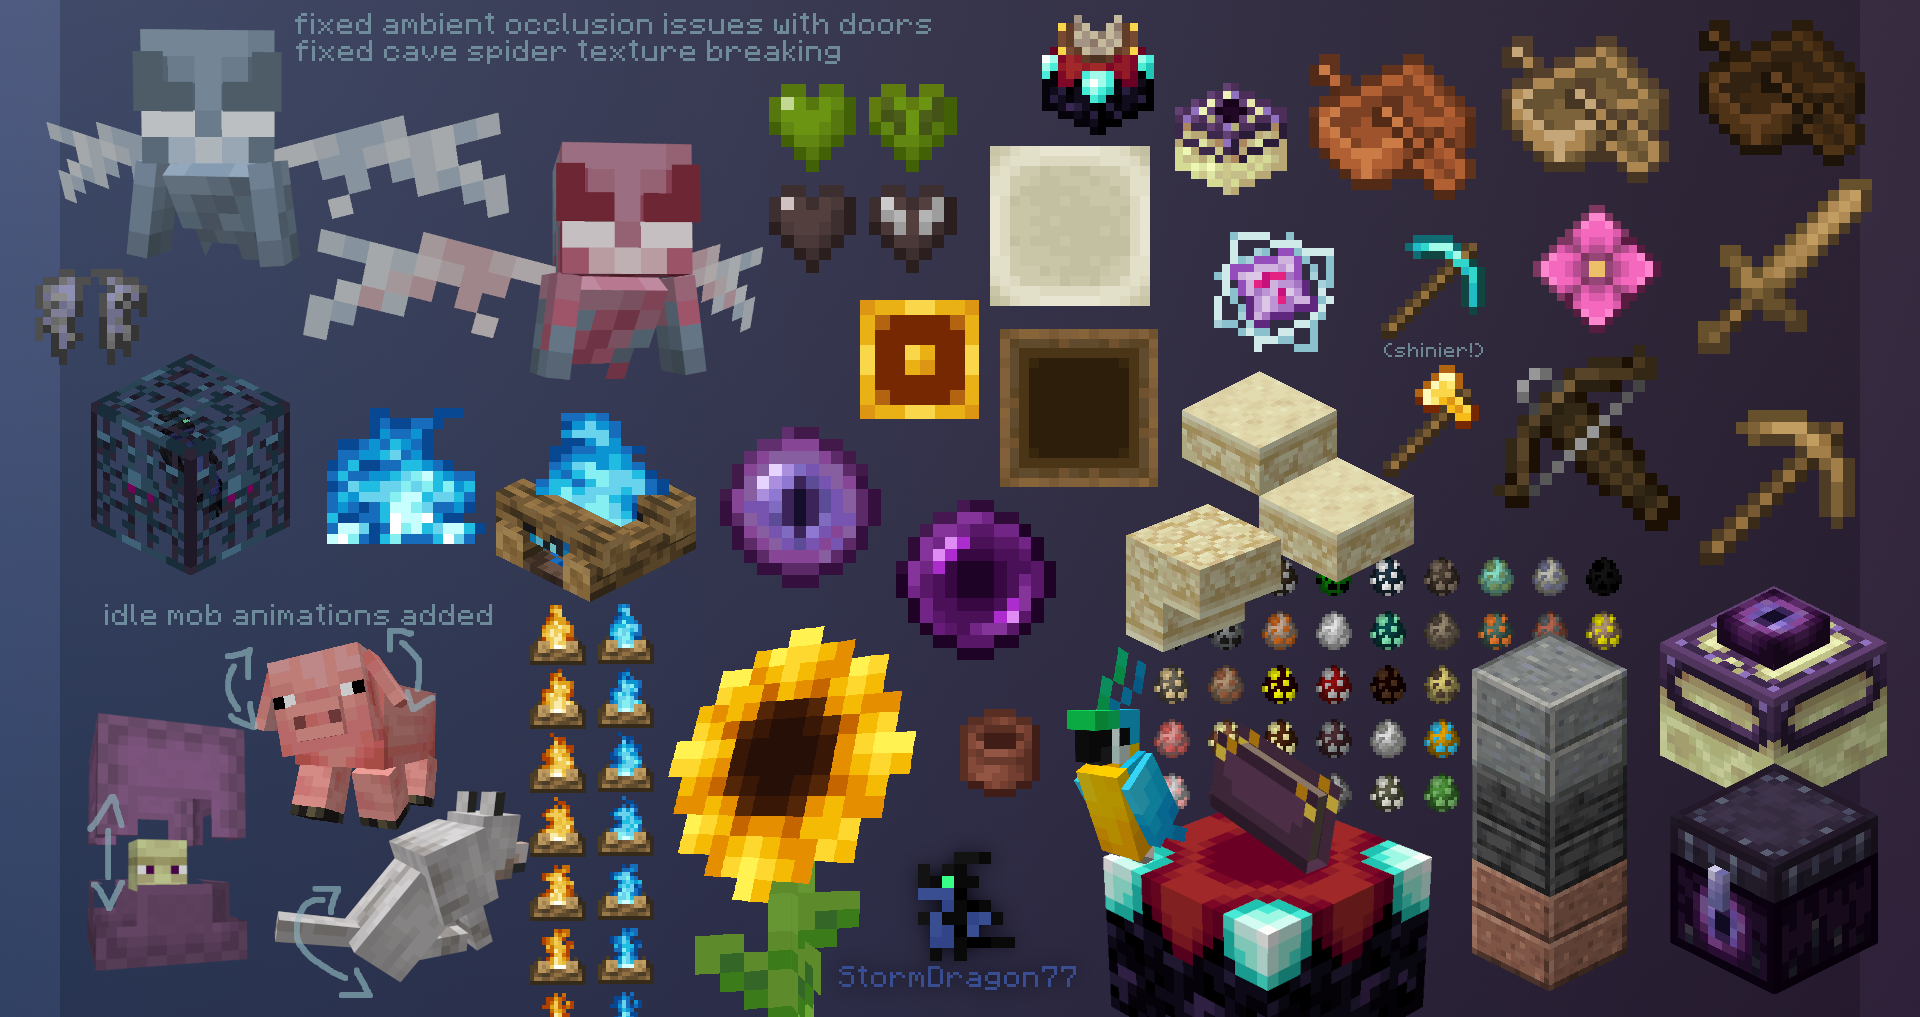 fixed ambient occlusion issues with doors
fixed cave spider texture breaking
(shinier!)
idle mob animations added
StormDragon77